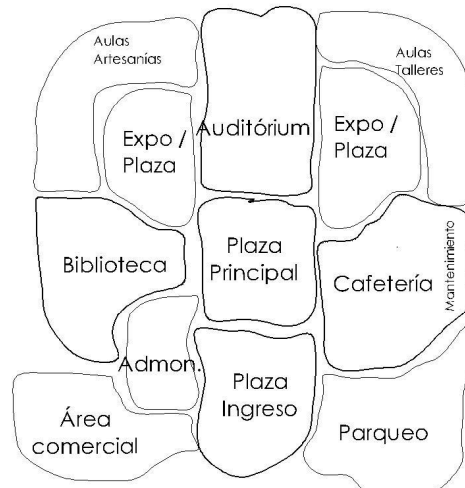 Aulas
Artesanías
Aulas
Talleres
Expo /
Plaza
Auditórium
Expo /
Plaza
Biblioteca
Plaza
Principal
Cafetería
Mantenimiento
Admon.
Plaza
Ingreso
Área
comercial
Parqueo